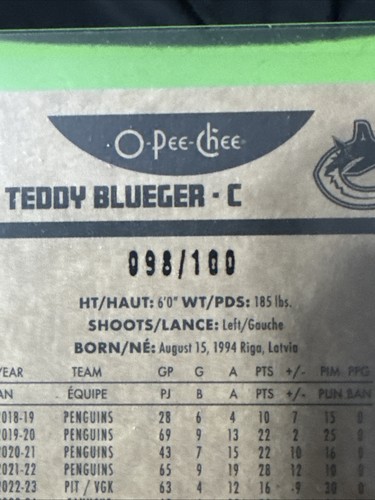 O-Pee-Chee
TEDDY BLUEGER - C
098/100
HT/HAUT: 6'0" WT/PDS: 185 lbs.
SHOOTS/LANCE: Left/Gauche
BORN/NÉ: August 15, 1994 Riga, Latvia
YEAR TEAM GP G A PTS +/- PIM PPG
AN ÉQUIPE PJ B A PTS +/- PUN BAN
2018-19 PENGUINS 28 6 4 10 7 15 0
2019-20 PENGUINS 69 9 13 22 2 25 0
2020-21 PENGUINS 43 7 15 22 10 16 0
2021-22 PENGUINS 65 9 19 28 12 10 0
2022-23 PIT / VGK 63 4 12 16 -9 30 0